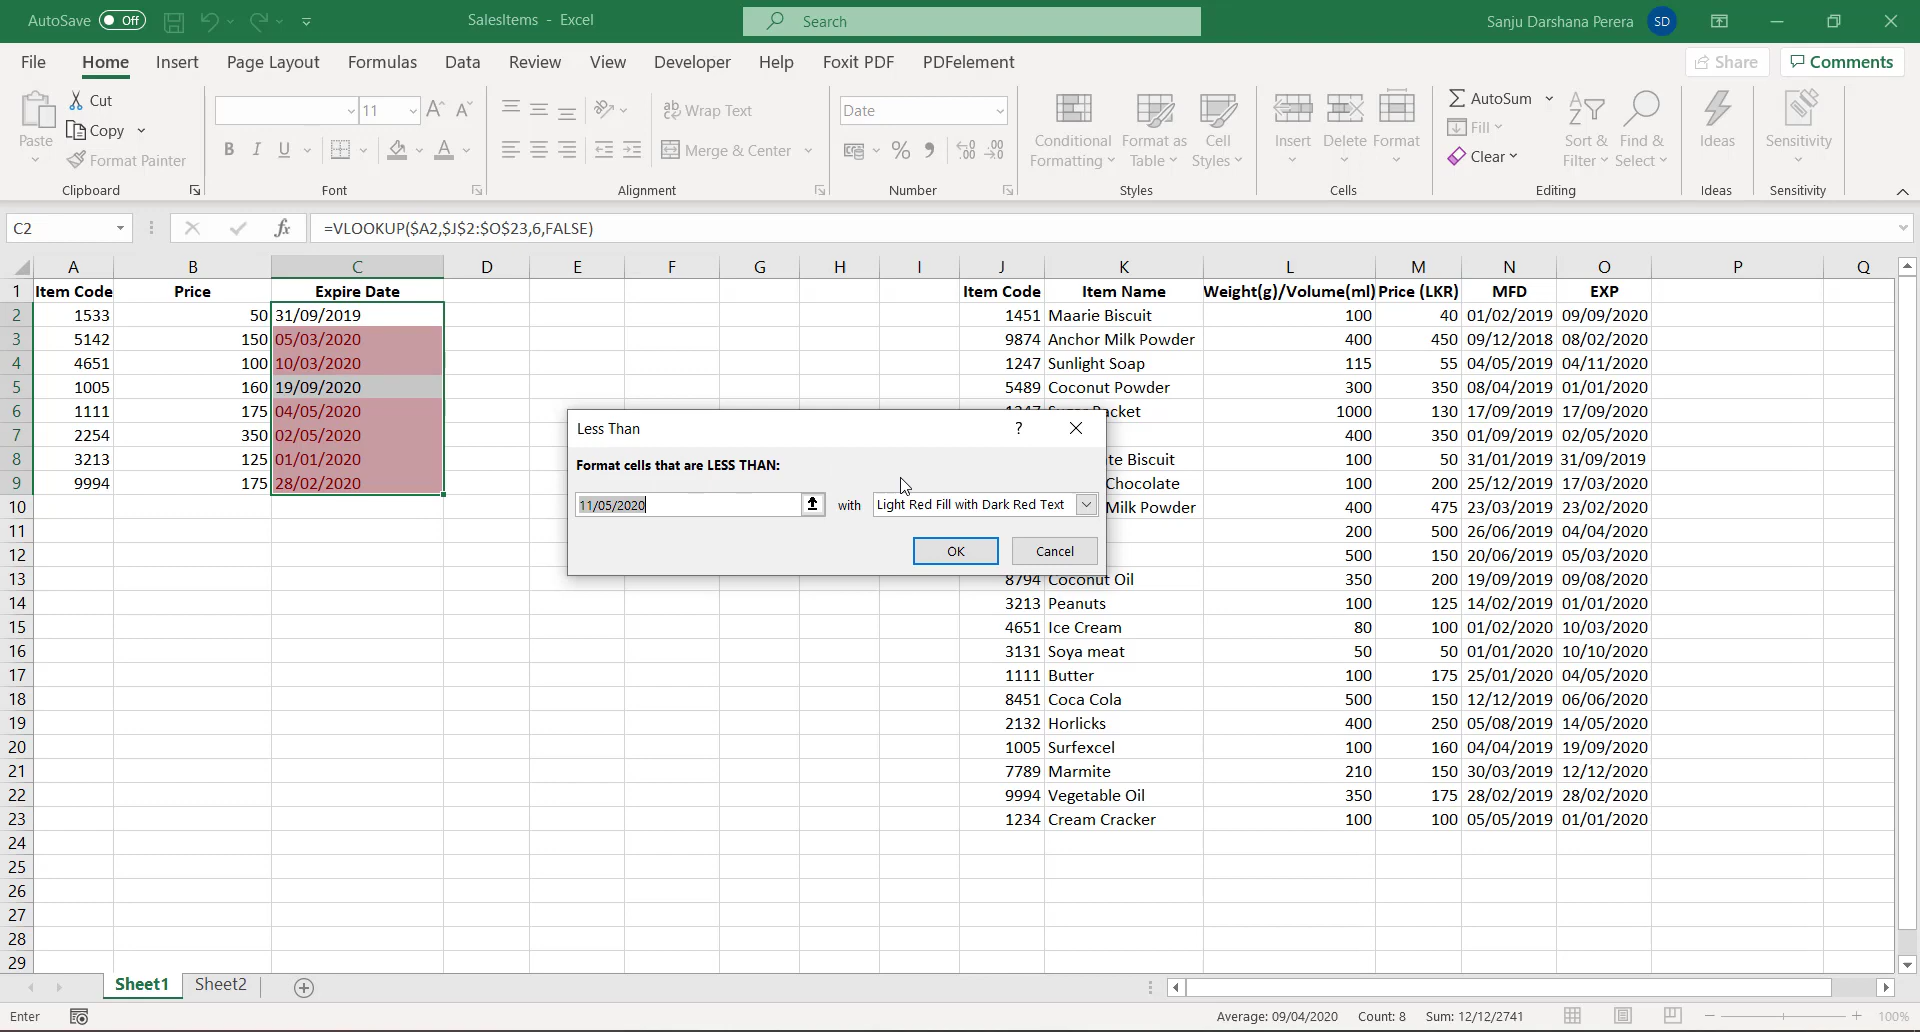 AutoSave Off
SalesItems - Excel
Search
Sanju Darshana Perera SD
File Home Insert Page Layout Formulas Data Review View Developer Help Foxit PDF PDFelement
Share Comments
Paste
Cut
Copy
Format Painter
Clipboard
11
B I U
Font
Wrap Text
Merge & Center
Alignment
Date
Number
Conditional Formatting
Format as Table
Cell Styles
Styles
Insert Delete Format
Cells
AutoSum
Fill
Clear
Sort & Filter
Find & Select
Editing
Ideas
Ideas
Sensitivity
Sensitivity
C2 fx =VLOOKUP($A2,$J$2:$O$23,6,FALSE)
A B C D E F G H I J K L M N O P Q
1 Item Code Price Expire Date Item Code Item Name Weight(g)/Volume(ml) Price (LKR) MFD EXP
2 1533 50 31/09/2019 1451 Maarie Biscuit 100 40 01/02/2019 09/09/2020
3 5142 150 05/03/2020 9874 Anchor Milk Powder 400 450 09/12/2018 08/02/2020
4 4651 100 10/03/2020 1247 Sunlight Soap 115 55 04/05/2019 04/11/2020
5 1005 160 19/09/2020 5489 Coconut Powder 300 350 08/04/2019 01/01/2020
6 1111 175 04/05/2020 1000 130 17/09/2019 17/09/2020
7 2254 350 02/05/2020 400 350 01/09/2019 02/05/2020
8 3213 125 01/01/2020 te Biscuit 100 50 31/01/2019 31/09/2019
9 9994 175 28/02/2020 Chocolate 100 200 25/12/2019 17/03/2020
10 Milk Powder 400 475 23/03/2019 23/02/2020
11 200 500 26/06/2019 04/04/2020
12 500 150 20/06/2019 05/03/2020
13 8794 Coconut Oil 350 200 19/09/2019 09/08/2020
14 3213 Peanuts 100 125 14/02/2019 01/01/2020
15 4651 Ice Cream 80 100 01/02/2020 10/03/2020
16 3131 Soya meat 50 50 01/01/2020 10/10/2020
17 1111 Butter 100 175 25/01/2020 04/05/2020
18 8451 Coca Cola 500 150 12/12/2019 06/06/2020
19 2132 Horlicks 400 250 05/08/2019 14/05/2020
20 1005 Surfexcel 100 160 04/04/2019 19/09/2020
21 7789 Marmite 210 150 30/03/2019 12/12/2020
22 9994 Vegetable Oil 350 175 28/02/2019 28/02/2020
23 1234 Cream Cracker 100 100 05/05/2019 01/01/2020
24
25
26
27
28
29
Less Than ?
Format cells that are LESS THAN:
11/05/2020 with Light Red Fill with Dark Red Text
OK Cancel
Sheet1 Sheet2
Enter Average: 09/04/2020 Count: 8 Sum: 12/12/2741 100%